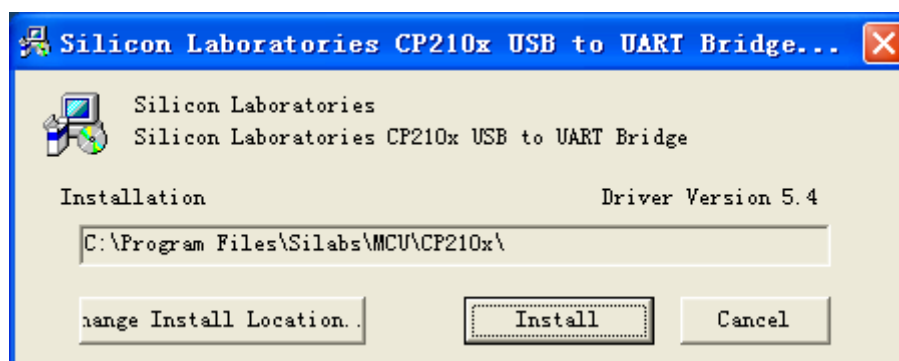 Silicon Laboratories CP210x USB to UART Bridge...
Silicon Laboratories
Silicon Laboratories CP210x USB to UART Bridge
Installation
Driver Version 5.4
C:\Program Files\Silabs\MCU\CP210x\
hange Install Location..
Install
Cancel